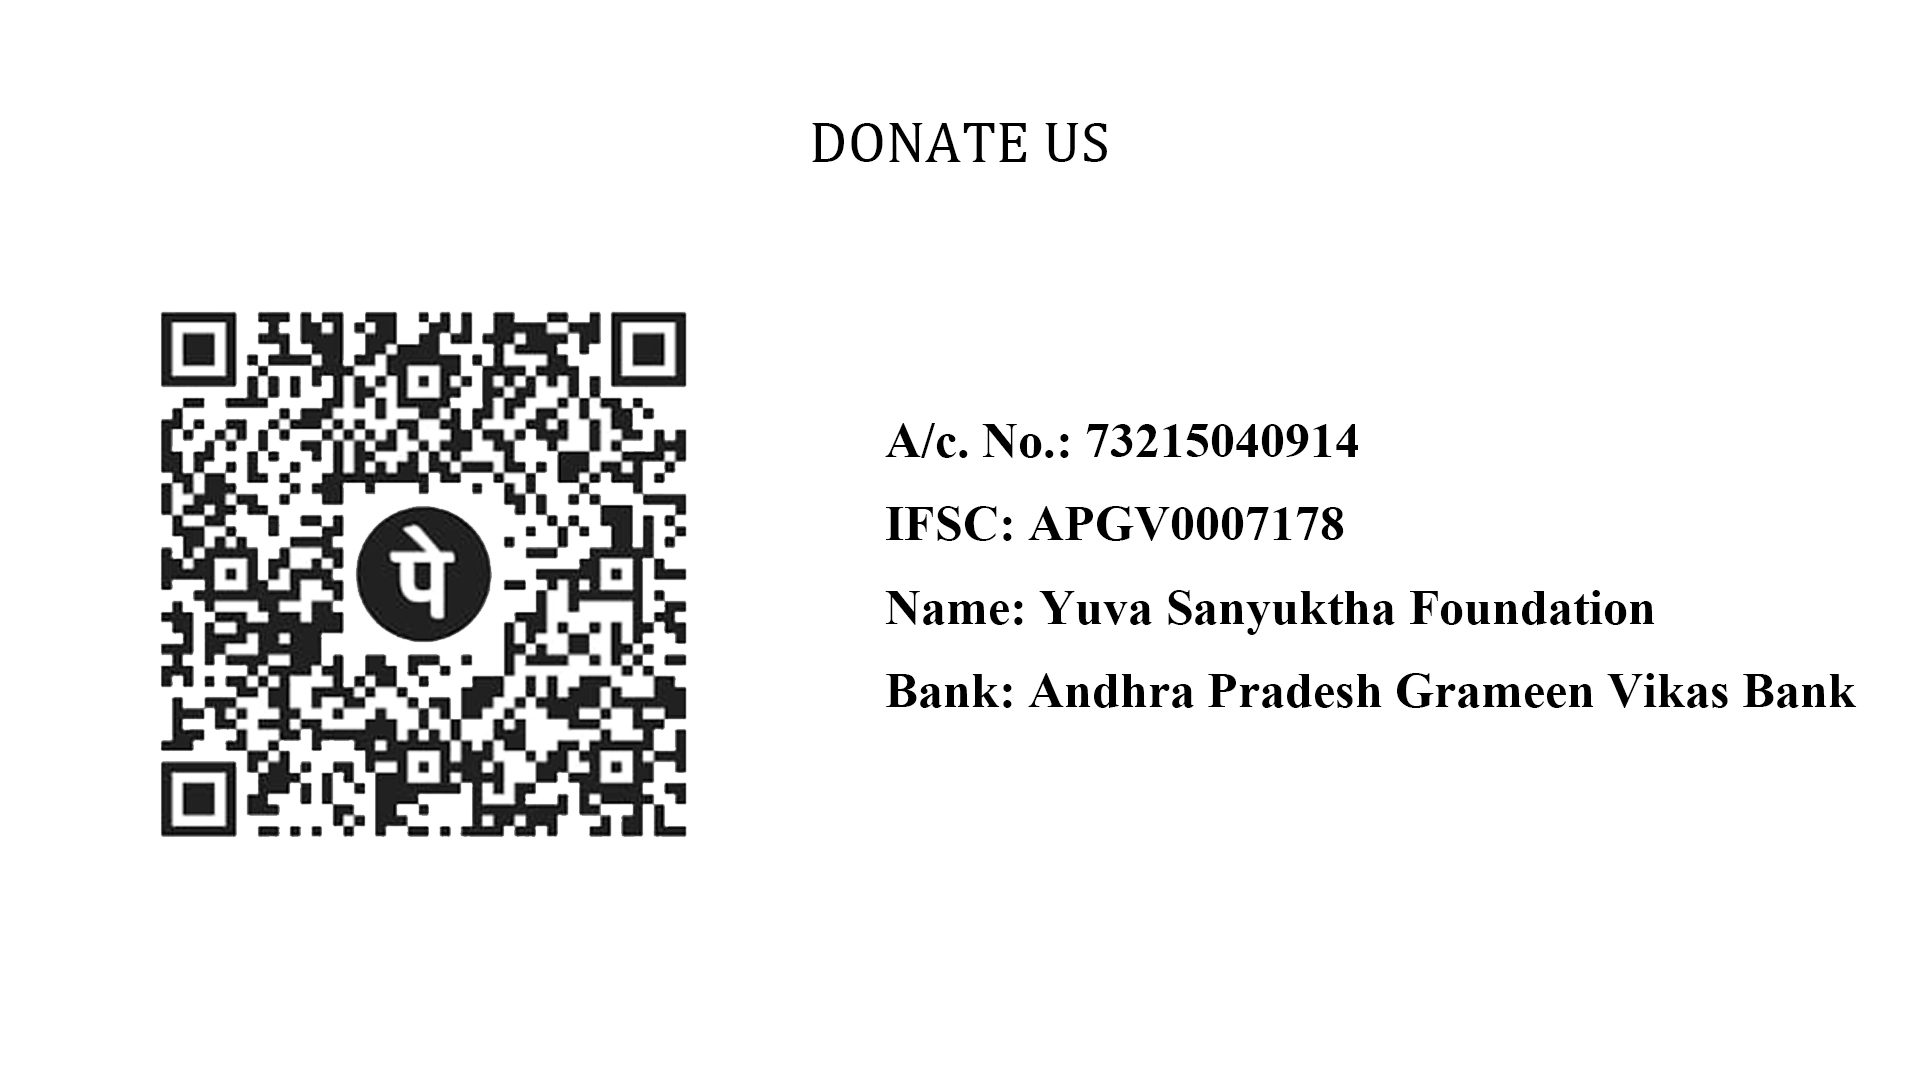 DONATE US
पे
A/c. No.: 73215040914
IFSC: APGV0007178
Name: Yuva Sanyuktha Foundation
Bank: Andhra Pradesh Grameen Vikas Bank